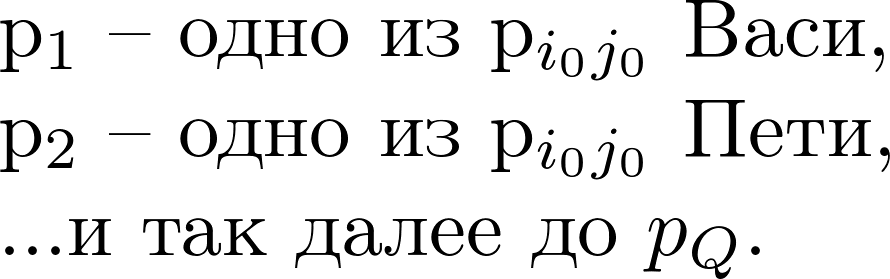 p₁ – одно из p_{i₀j₀} Васи,
p₂ – одно из p_{i₀j₀} Пети,
...и так далее до p_Q.